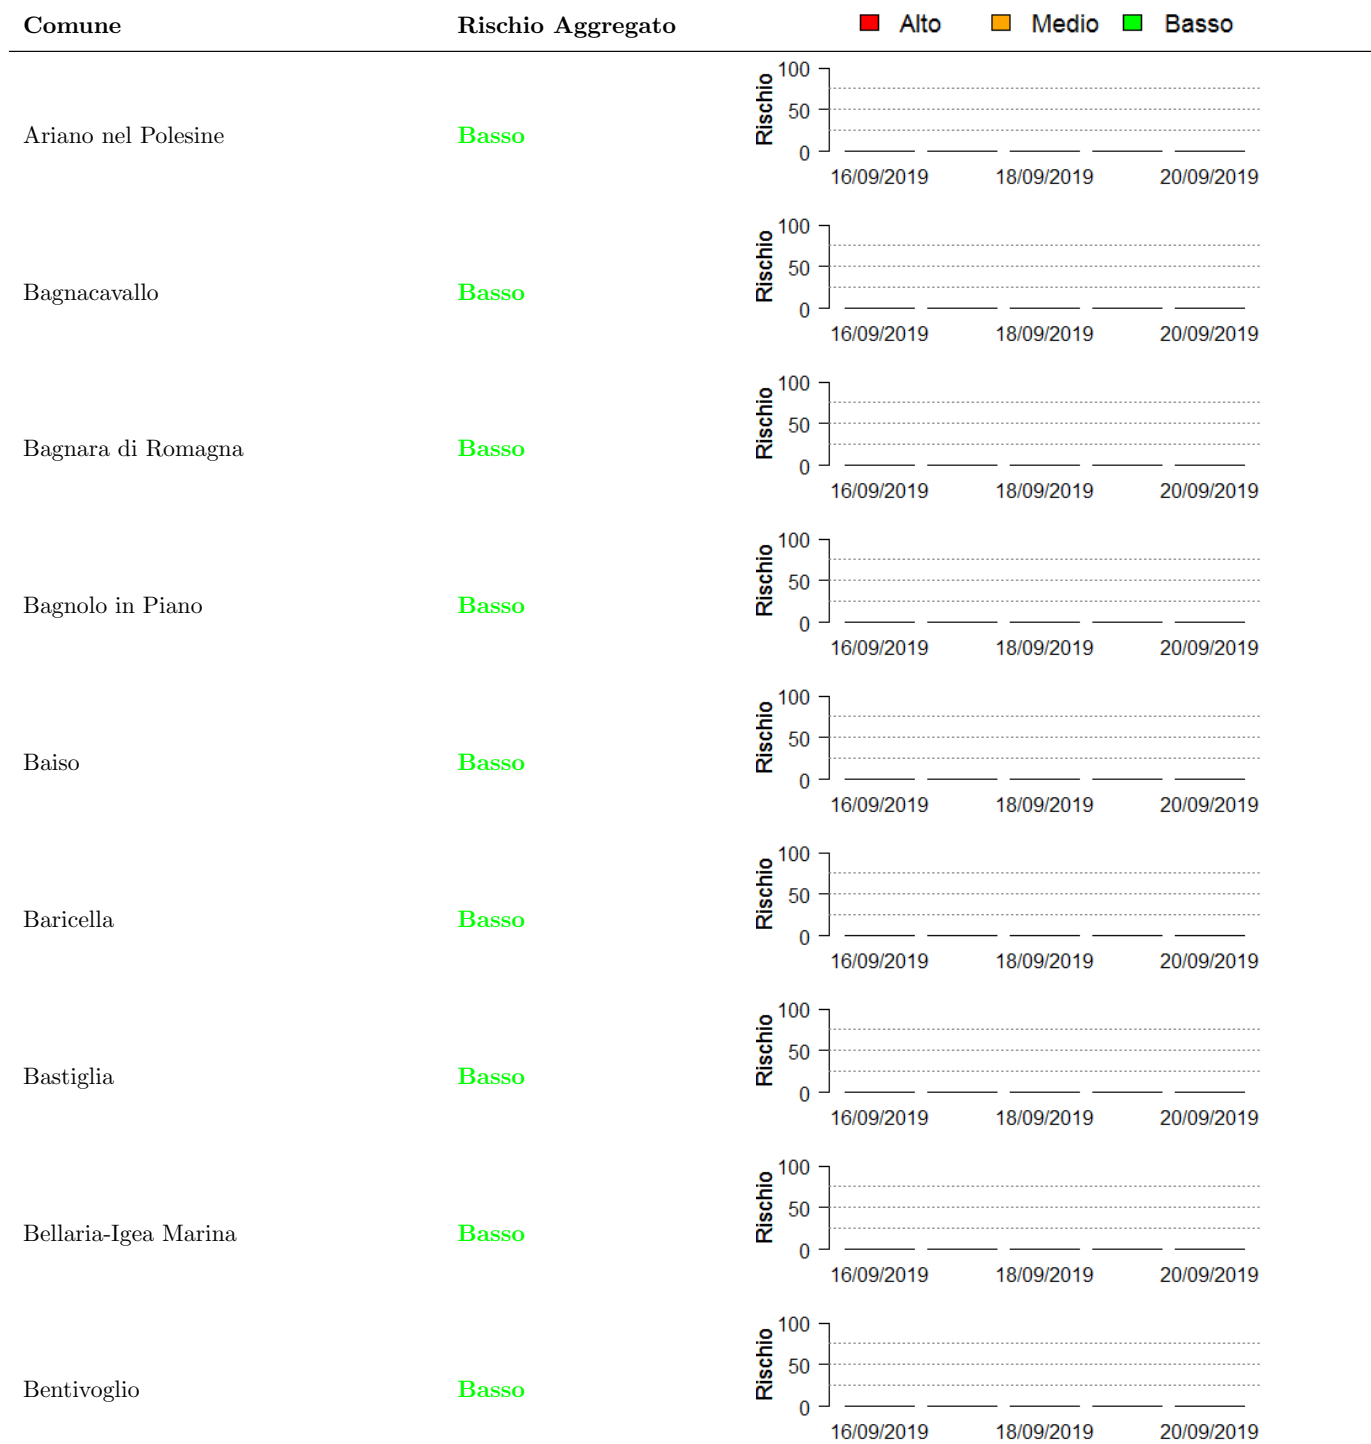 Comune Rischio Aggregato Alto Medio Basso
Ariano nel Polesine Basso Rischio 100 50 0
16/09/2019 18/09/2019 20/09/2019
Bagnacavallo Basso Rischio 100 50 0
16/09/2019 18/09/2019 20/09/2019
Bagnara di Romagna Basso Rischio 100 50 0
16/09/2019 18/09/2019 20/09/2019
Bagnolo in Piano Basso Rischio 100 50 0
16/09/2019 18/09/2019 20/09/2019
Baiso Basso Rischio 100 50 0
16/09/2019 18/09/2019 20/09/2019
Baricella Basso Rischio 100 50 0
16/09/2019 18/09/2019 20/09/2019
Bastiglia Basso Rischio 100 50 0
16/09/2019 18/09/2019 20/09/2019
Bellaria-Igea Marina Basso Rischio 100 50 0
16/09/2019 18/09/2019 20/09/2019
Bentivoglio Basso Rischio 100 50 0
16/09/2019 18/09/2019 20/09/2019